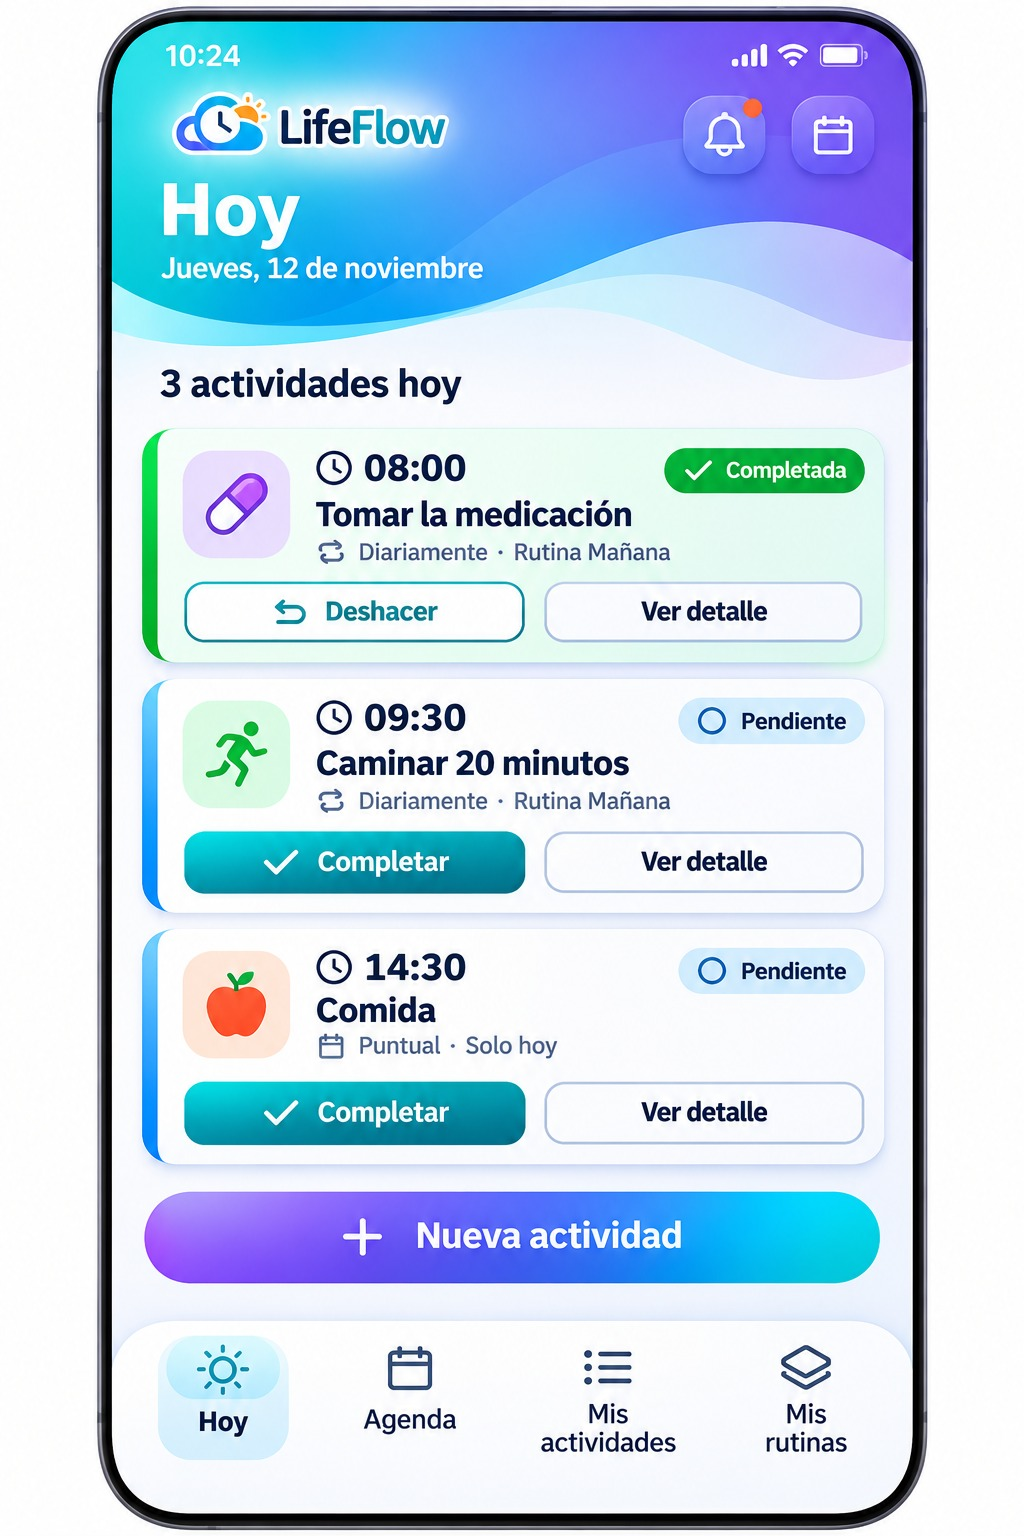 10:24
LifeFlow
Hoy
Jueves, 12 de noviembre
3 actividades hoy
08:00
Completada
Tomar la medicación
Diariamente · Rutina Mañana
Deshacer
Ver detalle
09:30
Pendiente
Caminar 20 minutos
Diariamente · Rutina Mañana
Completar
Ver detalle
14:30
Pendiente
Comida
Puntual · Solo hoy
Completar
Ver detalle
Nueva actividad
Hoy
Agenda
Mis
actividades
Mis
rutinas